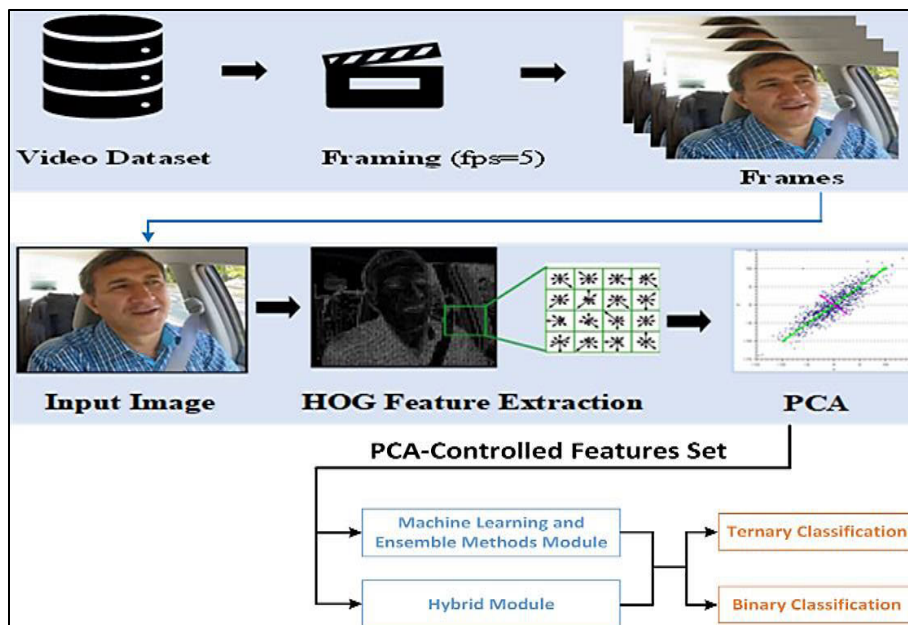 Video Dataset
Framing (fps=5)
Frames
Input Image
HOG Feature Extraction
PCA
PCA-Controlled Features Set
Machine Learning and
Ensemble Methods Module
Ternary Classification
Hybrid Module
Binary Classification